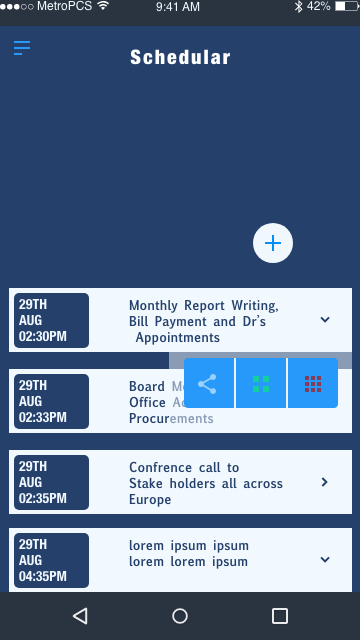 MetroPCS 9:41 AM 42%
Schedular
29TH
AUG
02:30PM
Monthly Report Writing,
Bill Payment and Dr's
Appointments
29TH
AUG
02:33PM
Board
Office
Procurements
29TH
AUG
02:35PM
Confrence call to
Stake holders all across
Europe
29TH
AUG
04:35PM
lorem ipsum ipsum
lorem lorem ipsum